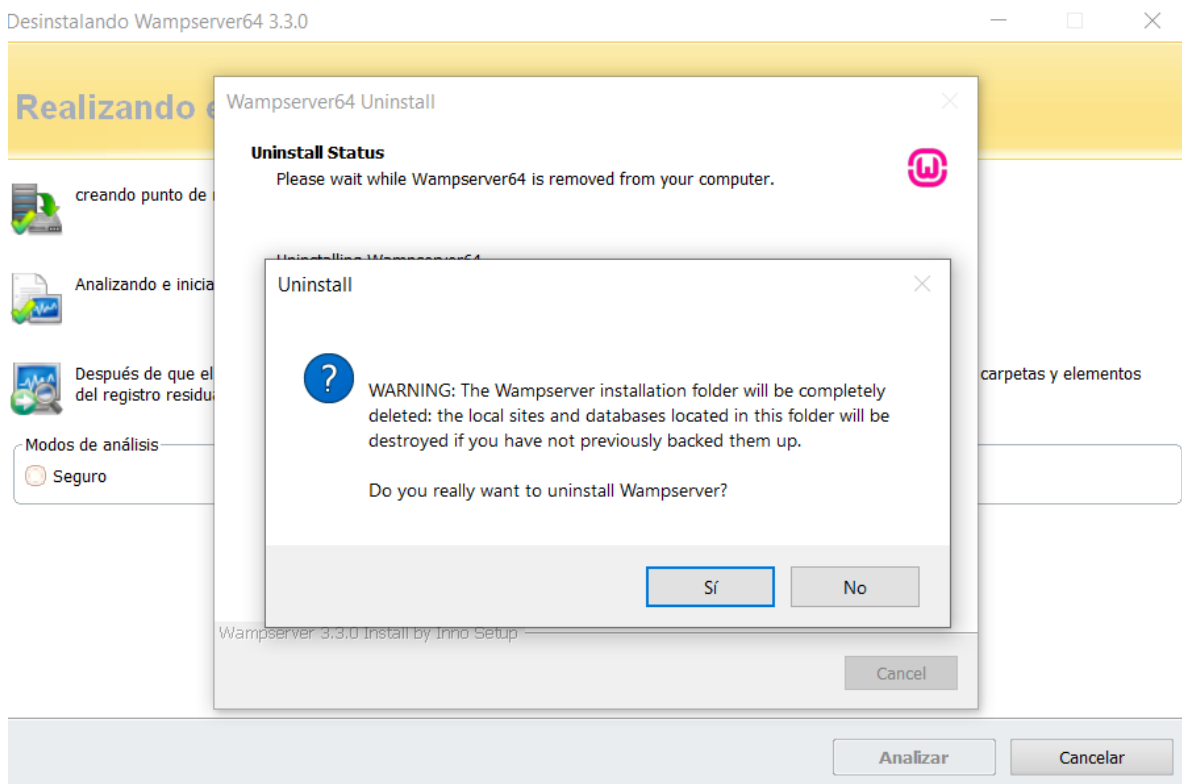 Desinstalando Wampserver64 3.3.0
Realizando
Wampserver64 Uninstall
Uninstall Status
Please wait while Wampserver64 is removed from your computer.
creando punto de
Uninstalling Wampserver64
Uninstall
Analizando e inicia
WARNING: The Wampserver installation folder will be completely
deleted: the local sites and databases located in this folder will be
destroyed if you have not previously backed them up.
Do you really want to uninstall Wampserver?
Después de que el
del registro residu
carpetas y elementos
Modos de análisis
Seguro
Sí
No
Wampserver 3.3.0 Install by Inno Setup
Cancel
Analizar
Cancelar